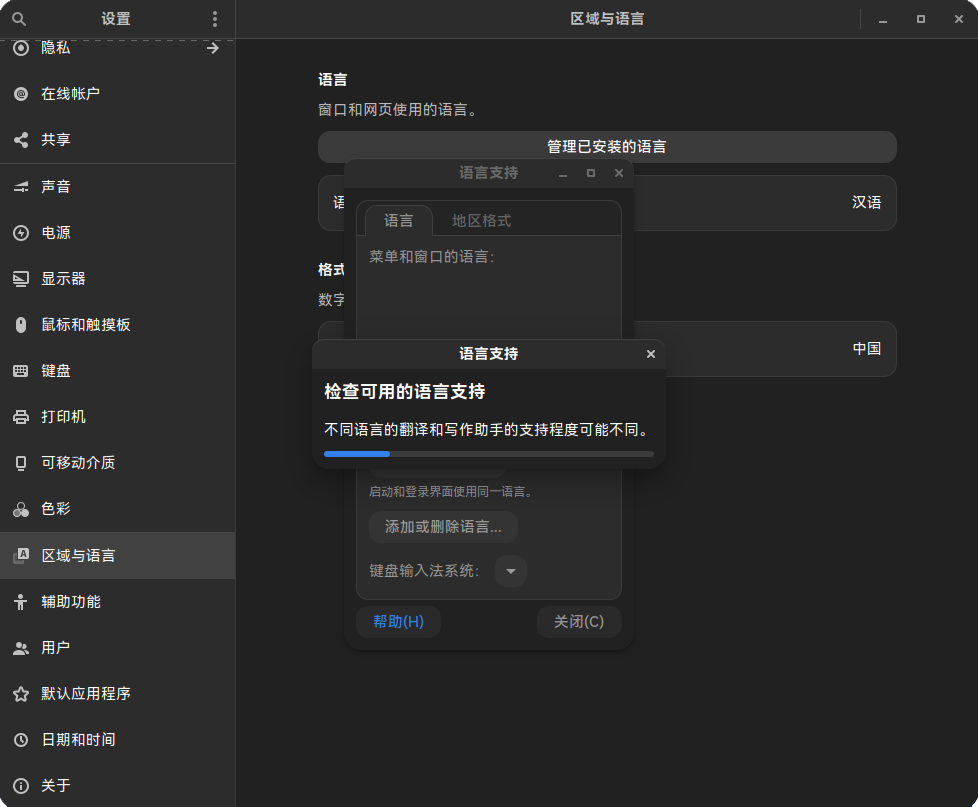 设置
隐私
在线帐户
共享
声音
电源
显示器
鼠标和触摸板
键盘
打印机
可移动介质
色彩
区域与语言
辅助功能
用户
默认应用程序
日期和时间
关于
区域与语言
语言
窗口和网页使用的语言。
管理已安装的语言
语
汉语
格式
数字
中国
语言支持
语言
地区格式
菜单和窗口的语言:
语言支持
检查可用的语言支持
不同语言的翻译和写作助手的支持程度可能不同。
启动和登录界面使用同一语言。
添加或删除语言...
键盘输入法系统:
帮助(H)
关闭(C)